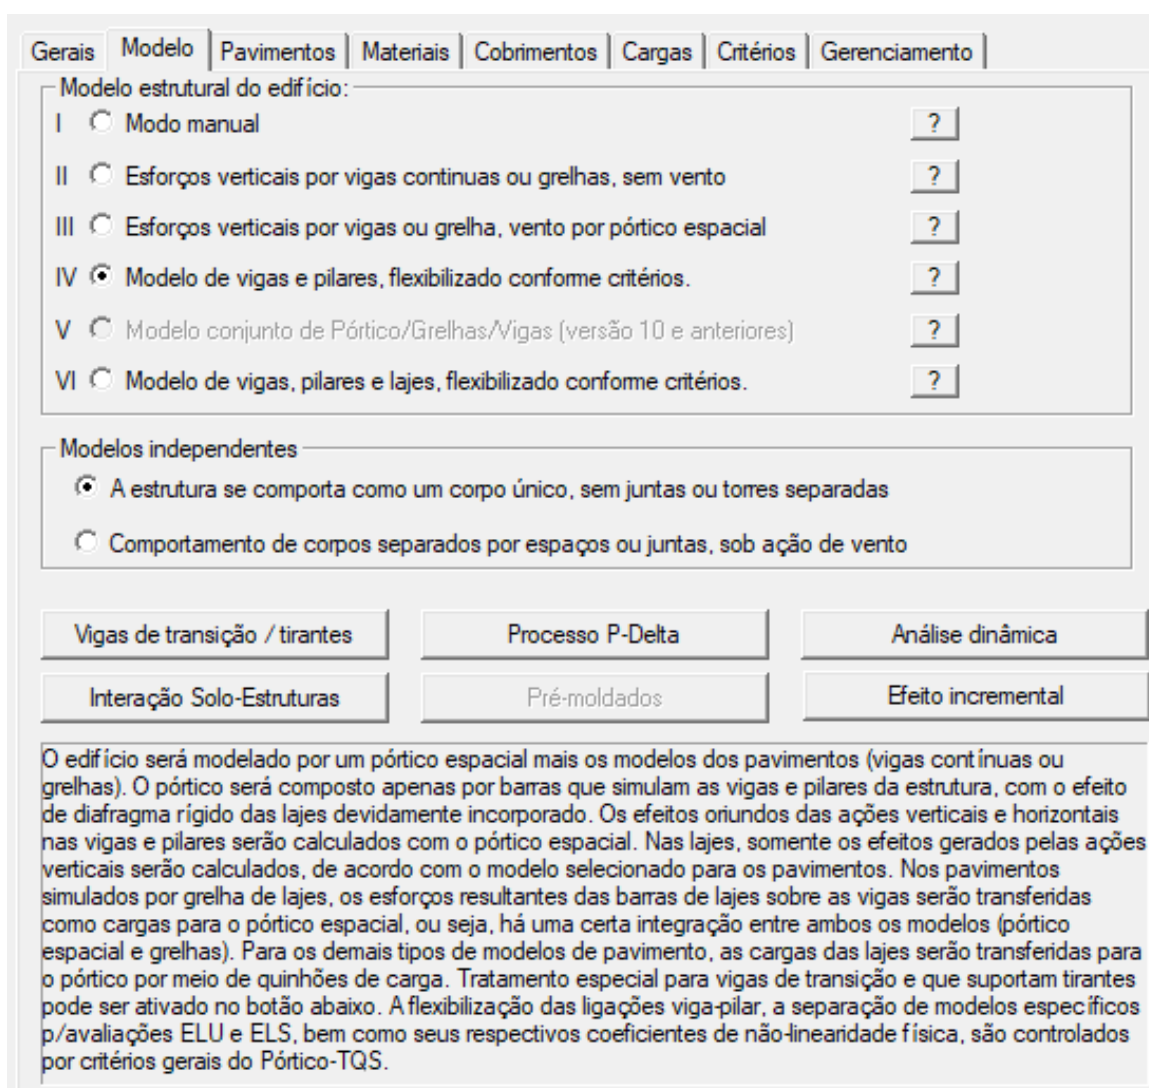 Gerais Modelo Pavimentos Materiais Cobrimentos Cargas Critérios Gerenciamento
Modelo estrutural do edifício:
I Modo manual ?
II Esforços verticais por vigas continuas ou grelhas, sem vento ?
III Esforços verticais por vigas ou grelha, vento por pórtico espacial ?
IV Modelo de vigas e pilares, flexibilizado conforme critérios. ?
V Modelo conjunto de Pórtico/Grelhas/Vigas (versão 10 e anteriores) ?
VI Modelo de vigas, pilares e lajes, flexibilizado conforme critérios. ?
Modelos independentes
A estrutura se comporta como um corpo único, sem juntas ou torres separadas
Comportamento de corpos separados por espaços ou juntas, sob ação de vento
Vigas de transição / tirantes Processo P-Delta Análise dinâmica
Interação Solo-Estruturas Pré-moldados Efeito incremental
O edifício será modelado por um pórtico espacial mais os modelos dos pavimentos (vigas contínuas ou
grelhas). O pórtico será composto apenas por barras que simulam as vigas e pilares da estrutura, com o efeito
de diafragma rígido das lajes devidamente incorporado. Os efeitos oriundos das ações verticais e horizontais
nas vigas e pilares serão calculados com o pórtico espacial. Nas lajes, somente os efeitos gerados pelas ações
verticais serão calculados, de acordo com o modelo selecionado para os pavimentos. Nos pavimentos
simulados por grelha de lajes, os esforços resultantes das barras de lajes sobre as vigas serão transferidas
como cargas para o pórtico espacial, ou seja, há uma certa integração entre ambos os modelos (pórtico
espacial e grelhas). Para os demais tipos de modelos de pavimento, as cargas das lajes serão transferidas para
o pórtico por meio de quinhões de carga. Tratamento especial para vigas de transição e que suportam tirantes
pode ser ativado no botão abaixo. A flexibilização das ligações viga-pilar, a separação de modelos específicos
p/avaliações ELU e ELS, bem como seus respectivos coeficientes de não-linearidade física, são controlados
por critérios gerais do Pórtico-TQS.